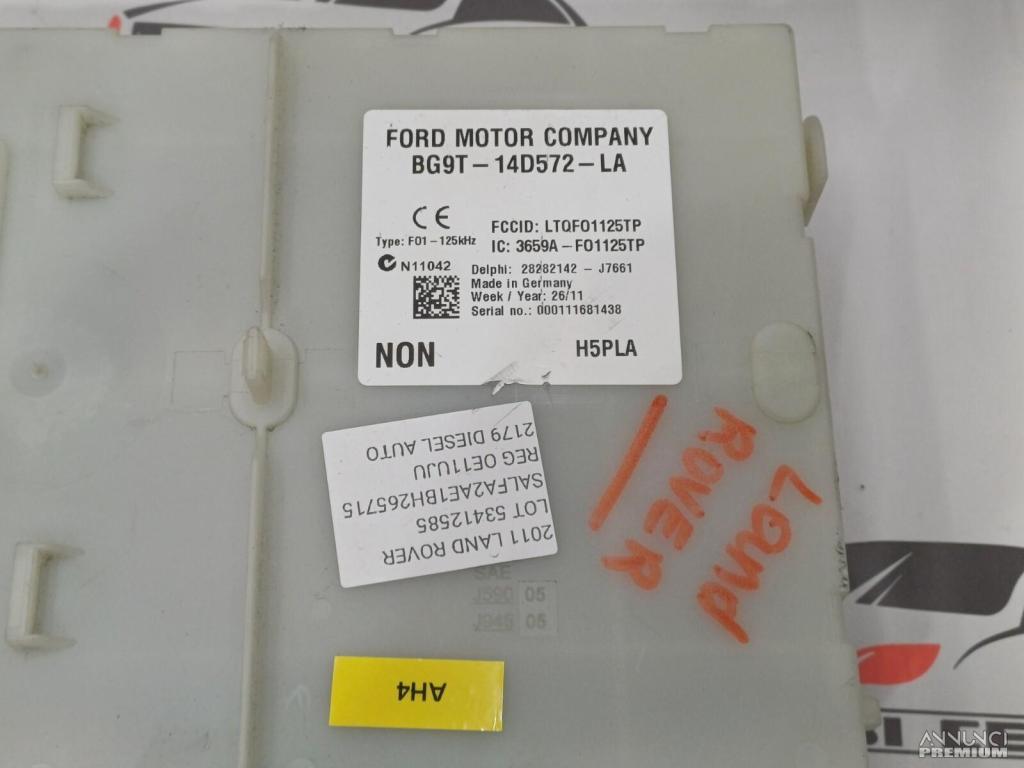 FORD MOTOR COMPANY
BG9T-14D572-LA
CE
FCCID: LTQFO1125TP
Type: F01-125kHz
IC: 3659A-FO1125TP
N11042
Delphi: 28282142 - J7661
Made in Germany
Week / Year: 26/11
Serial no.: 000111681438
NON
H5PLA
2011 LAND ROVER
LOT 53412585
SALFA2AE1BH265715
REG OE11UJU
2179 DIESEL AUTO
LAND
ROVER
SAE
J590 05
J945 05
AH4
ANNUNCI
PREMIUM